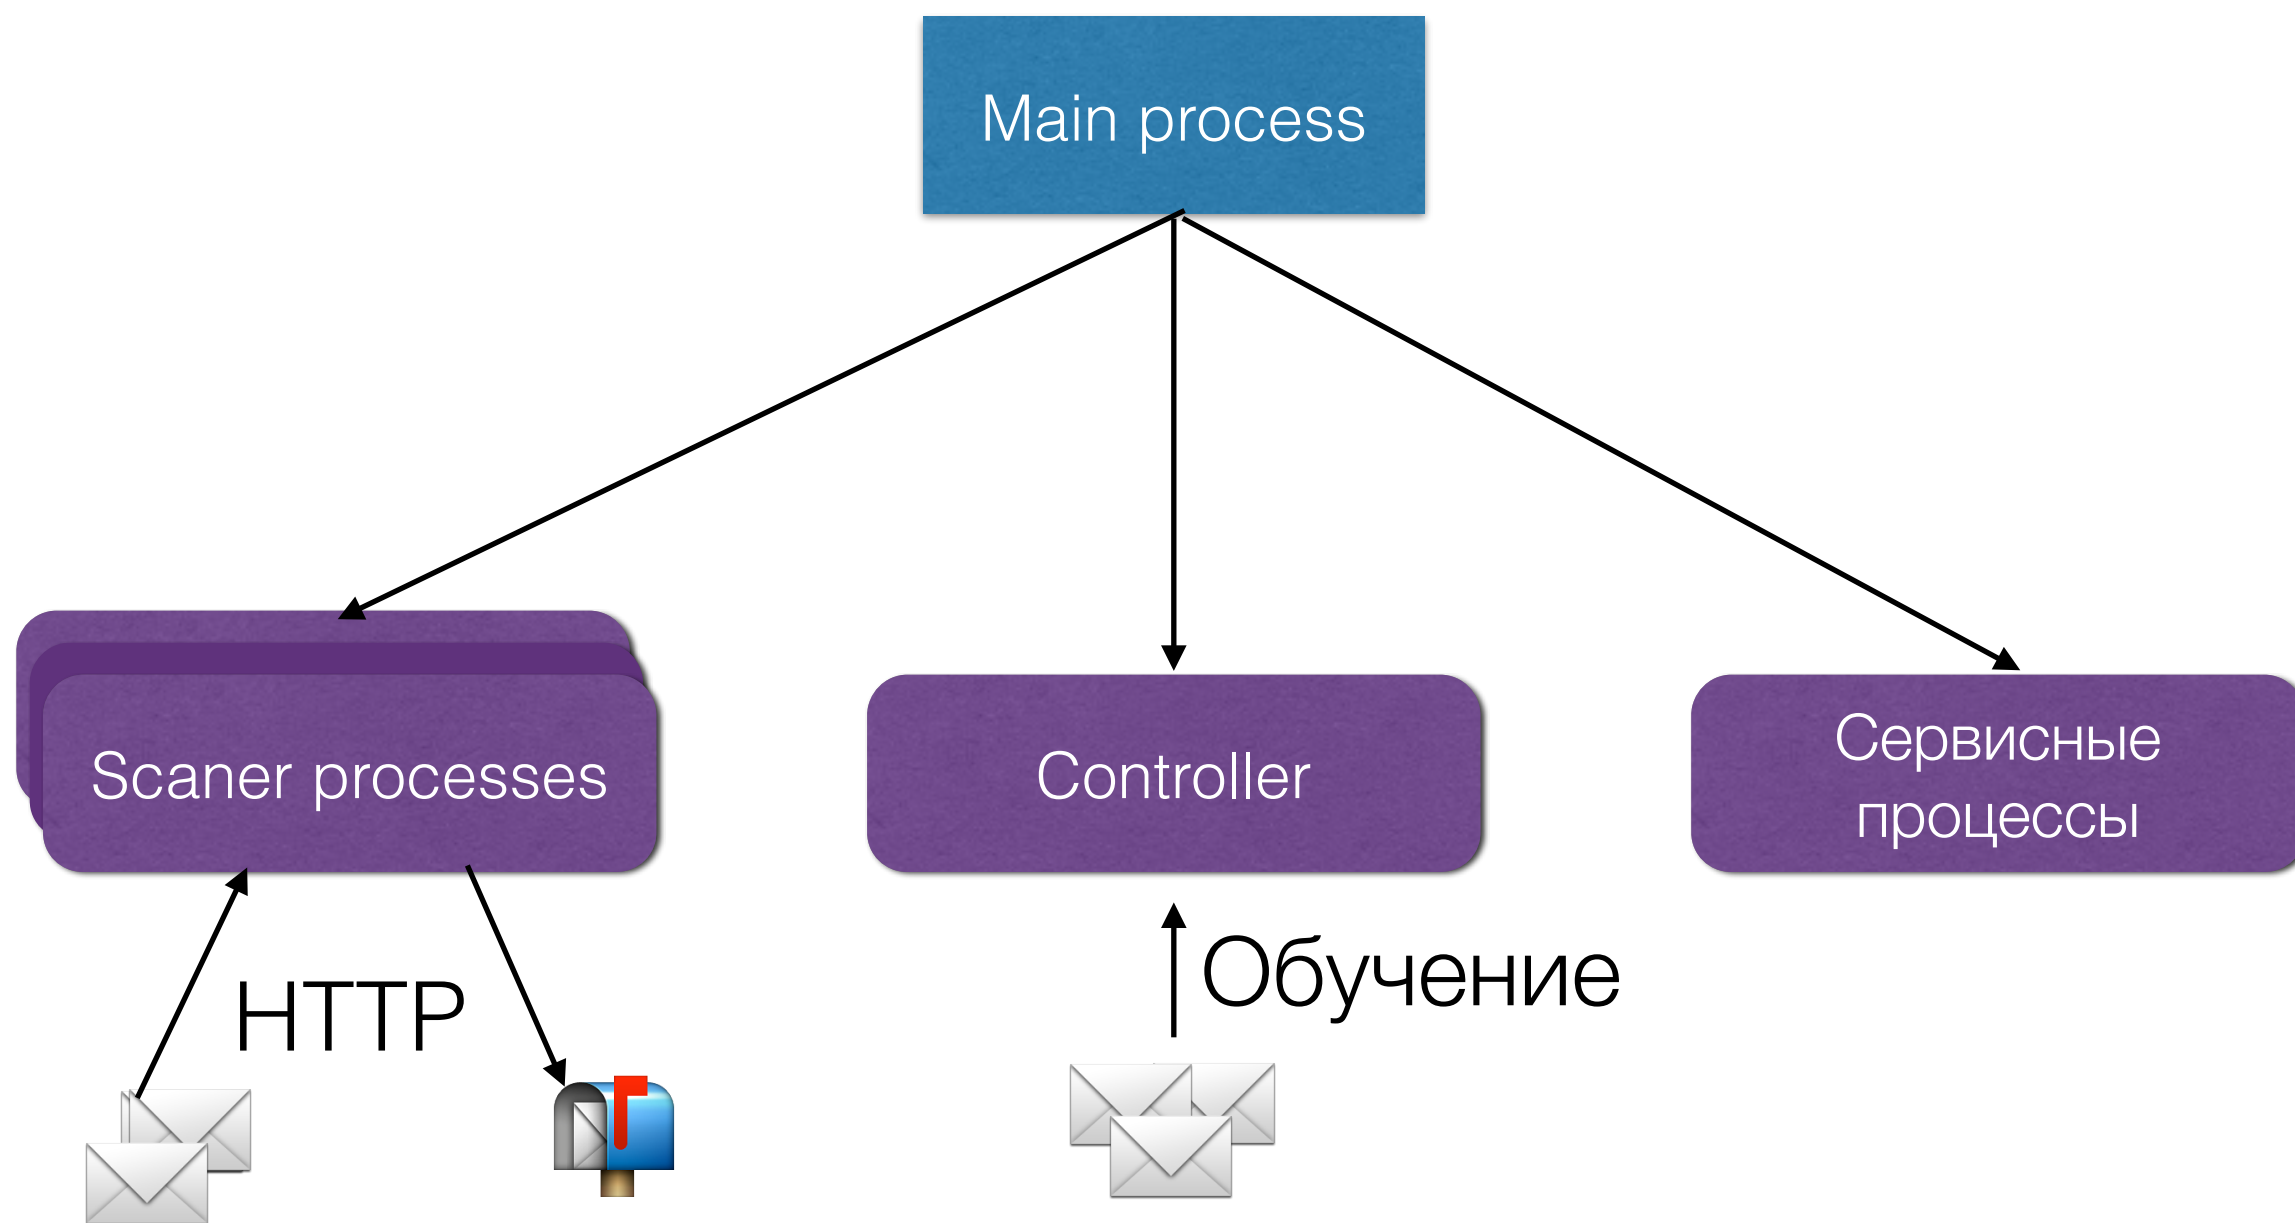 Main process
Scaner processes
Controller
Сервисные
процессы
HTTP
Обучение